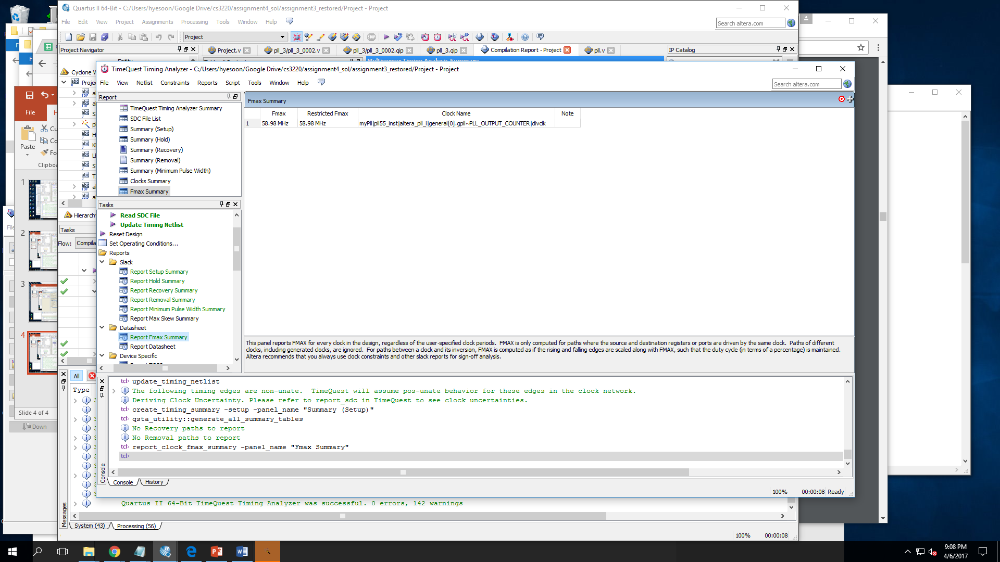 Quartus II 64-Bit - C:/Users/hyesoon/Google Drive/cs3220/assignment4_sol/assignment3_restored/Project - Project
File Edit View Project Assignments Processing Tools Window Help
Search altera.com
Project
Project Navigator
Project.v
pll_3/pll_3_0002.v
pll_3/pll_3_0002.qip
pll_3.qip
Compilation Report - Project
pll.v
IP Catalog
TimeQuest Timing Analyzer - C:/Users/hyesoon/Google Drive/cs3220/assignment4_sol/assignment3_restored/Project - Project
File View Netlist Constraints Reports Script Tools Window Help
Search altera.com
Report
TimeQuest Timing Analyzer Summary
SDC File List
Summary (Setup)
Summary (Hold)
Summary (Recovery)
Summary (Removal)
Summary (Minimum Pulse Width)
Clocks Summary
Fmax Summary
Fmax Summary
Fmax Restricted Fmax Clock Name Note
1 58.98 MHz 58.98 MHz myPll|pll55_inst|altera_pll_i|general[0].gpll~PLL_OUTPUT_COUNTER|divclk
Tasks
Read SDC File
Update Timing Netlist
Reset Design
Set Operating Conditions...
Reports
Slack
Report Setup Summary
Report Hold Summary
Report Recovery Summary
Report Removal Summary
Report Minimum Pulse Width Summary
Report Max Skew Summary
Datasheet
Report Fmax Summary
Report Datasheet
Device Specific
This panel reports FMAX for every clock in the design, regardless of the user-specified clock periods. FMAX is only computed for paths where the source and destination registers or ports are driven by the same clock. Paths of different
clocks, including generated clocks, are ignored. For paths between a clock and its inversion, FMAX is computed as if the rising and falling edges are scaled along with FMAX, such that the duty cycle (in terms of a percentage) is maintained.
Altera recommends that you always use clock constraints and other slack reports for sign-off analysis.
tcl> update_timing_netlist
The following timing edges are non-unate. TimeQuest will assume pos-unate behavior for these edges in the clock network.
Deriving Clock Uncertainty. Please refer to report_sdc in TimeQuest to see clock uncertainties.
tcl> create_timing_summary -setup -panel_name "Summary (Setup)"
tcl> qsta_utility::generate_all_summary_tables
No Recovery paths to report
No Removal paths to report
tcl> report_clock_fmax_summary -panel_name "Fmax Summary"
tcl>
Console
Console History
100% 00:00:08 Ready
Cyclone
Hierarch
Tasks
Flow: Compila
All
Type
Quartus II 64-Bit TimeQuest Timing Analyzer was successful. 0 errors, 142 warnings
Messages
System (43) Processing (56)
100% 00:00:08
File
Paste
Clipboa
1
2
3
4
Slide 4 of 4
Down
9:08 PM
4/6/2017